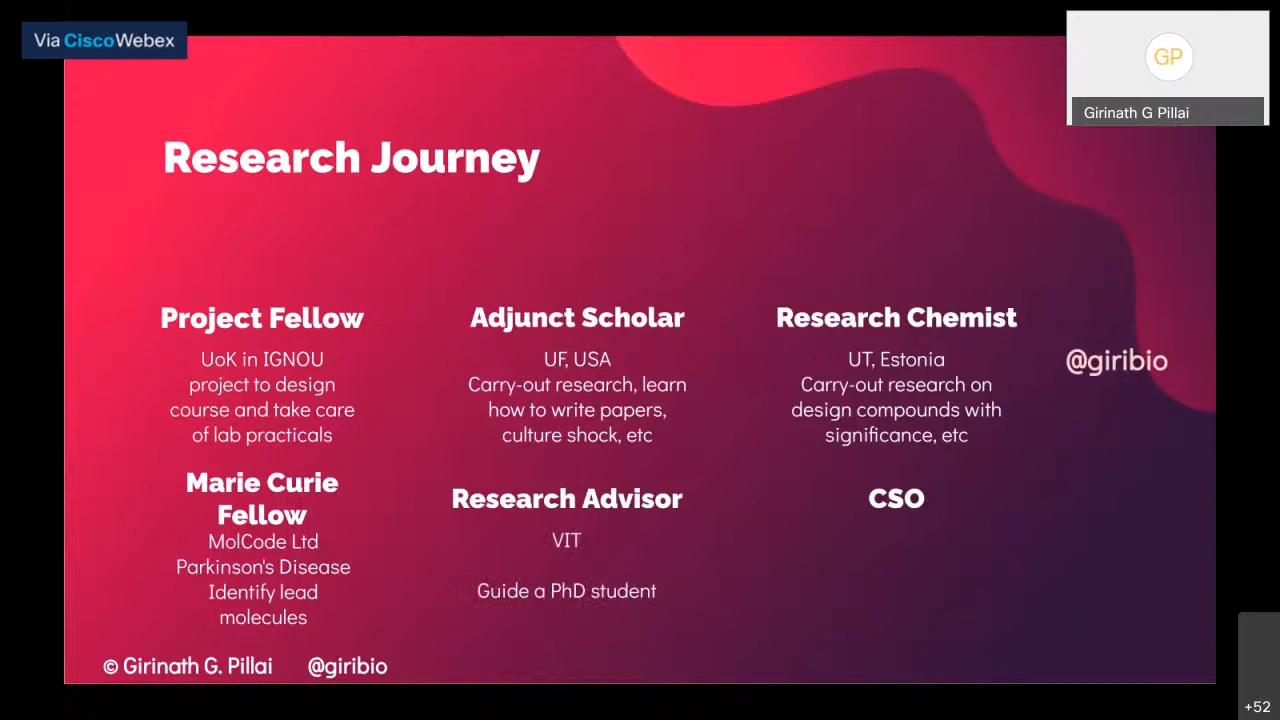 Via CiscoWebex
GP
Girinath G Pillai
Research Journey
Project Fellow
UoK in IGNOU
project to design
course and take care
of lab practicals
Adjunct Scholar
UF, USA
Carry-out research, learn
how to write papers,
culture shock, etc
Research Chemist
UT, Estonia
Carry-out research on
design compounds with
significance, etc
@giribio
Marie Curie
Fellow
MolCode Ltd
Parkinson's Disease
Identify lead
molecules
Research Advisor
VIT
Guide a PhD student
CSO
© Girinath G. Pillai @giribio
+52